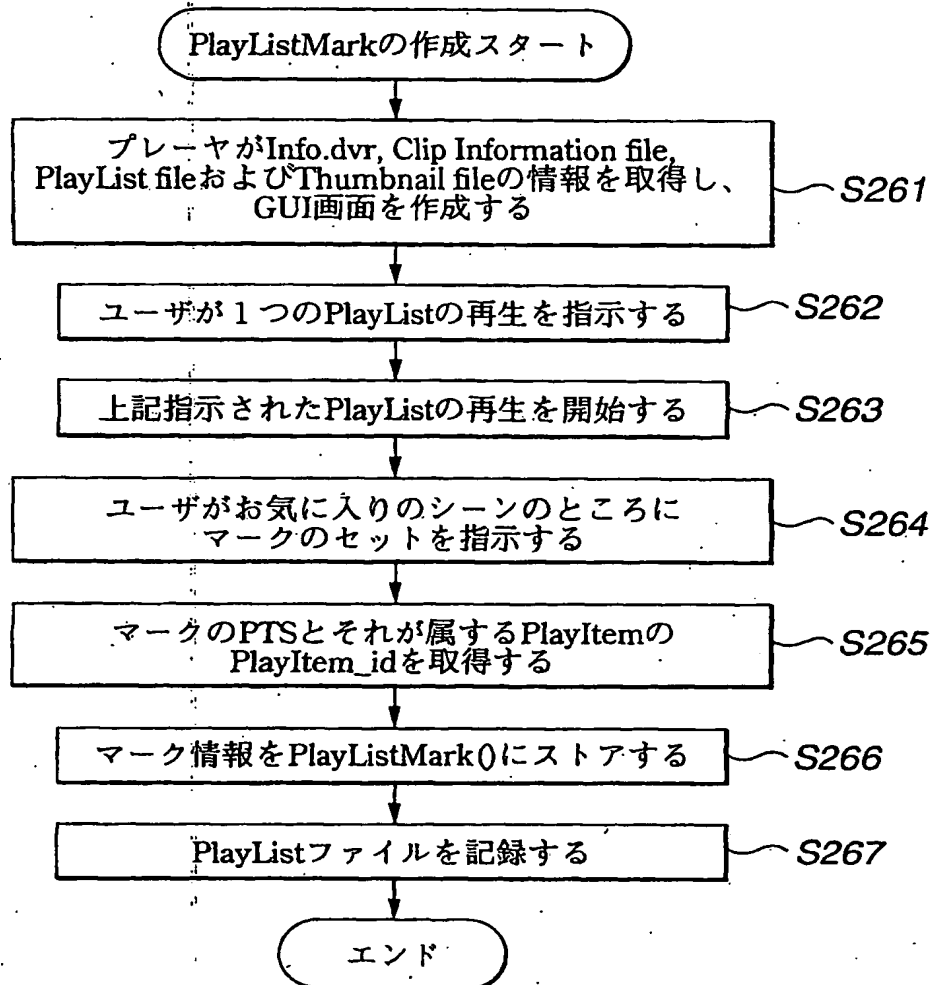 PlayListMarkの作成スタート
プレーヤがInfo.dvr, Clip Information file,
PlayList fileおよびThumbnail fileの情報を取得し、
GUI画面を作成する
S261
ユーザが１つのPlayListの再生を指示する
S262
上記指示されたPlayListの再生を開始する
S263
ユーザがお気に入りのシーンのところに
マークのセットを指示する
S264
マークのPTSとそれが属するPlayItemの
PlayItem_idを取得する
S265
マーク情報をPlayListMark()にストアする
S266
PlayListファイルを記録する
S267
エンド